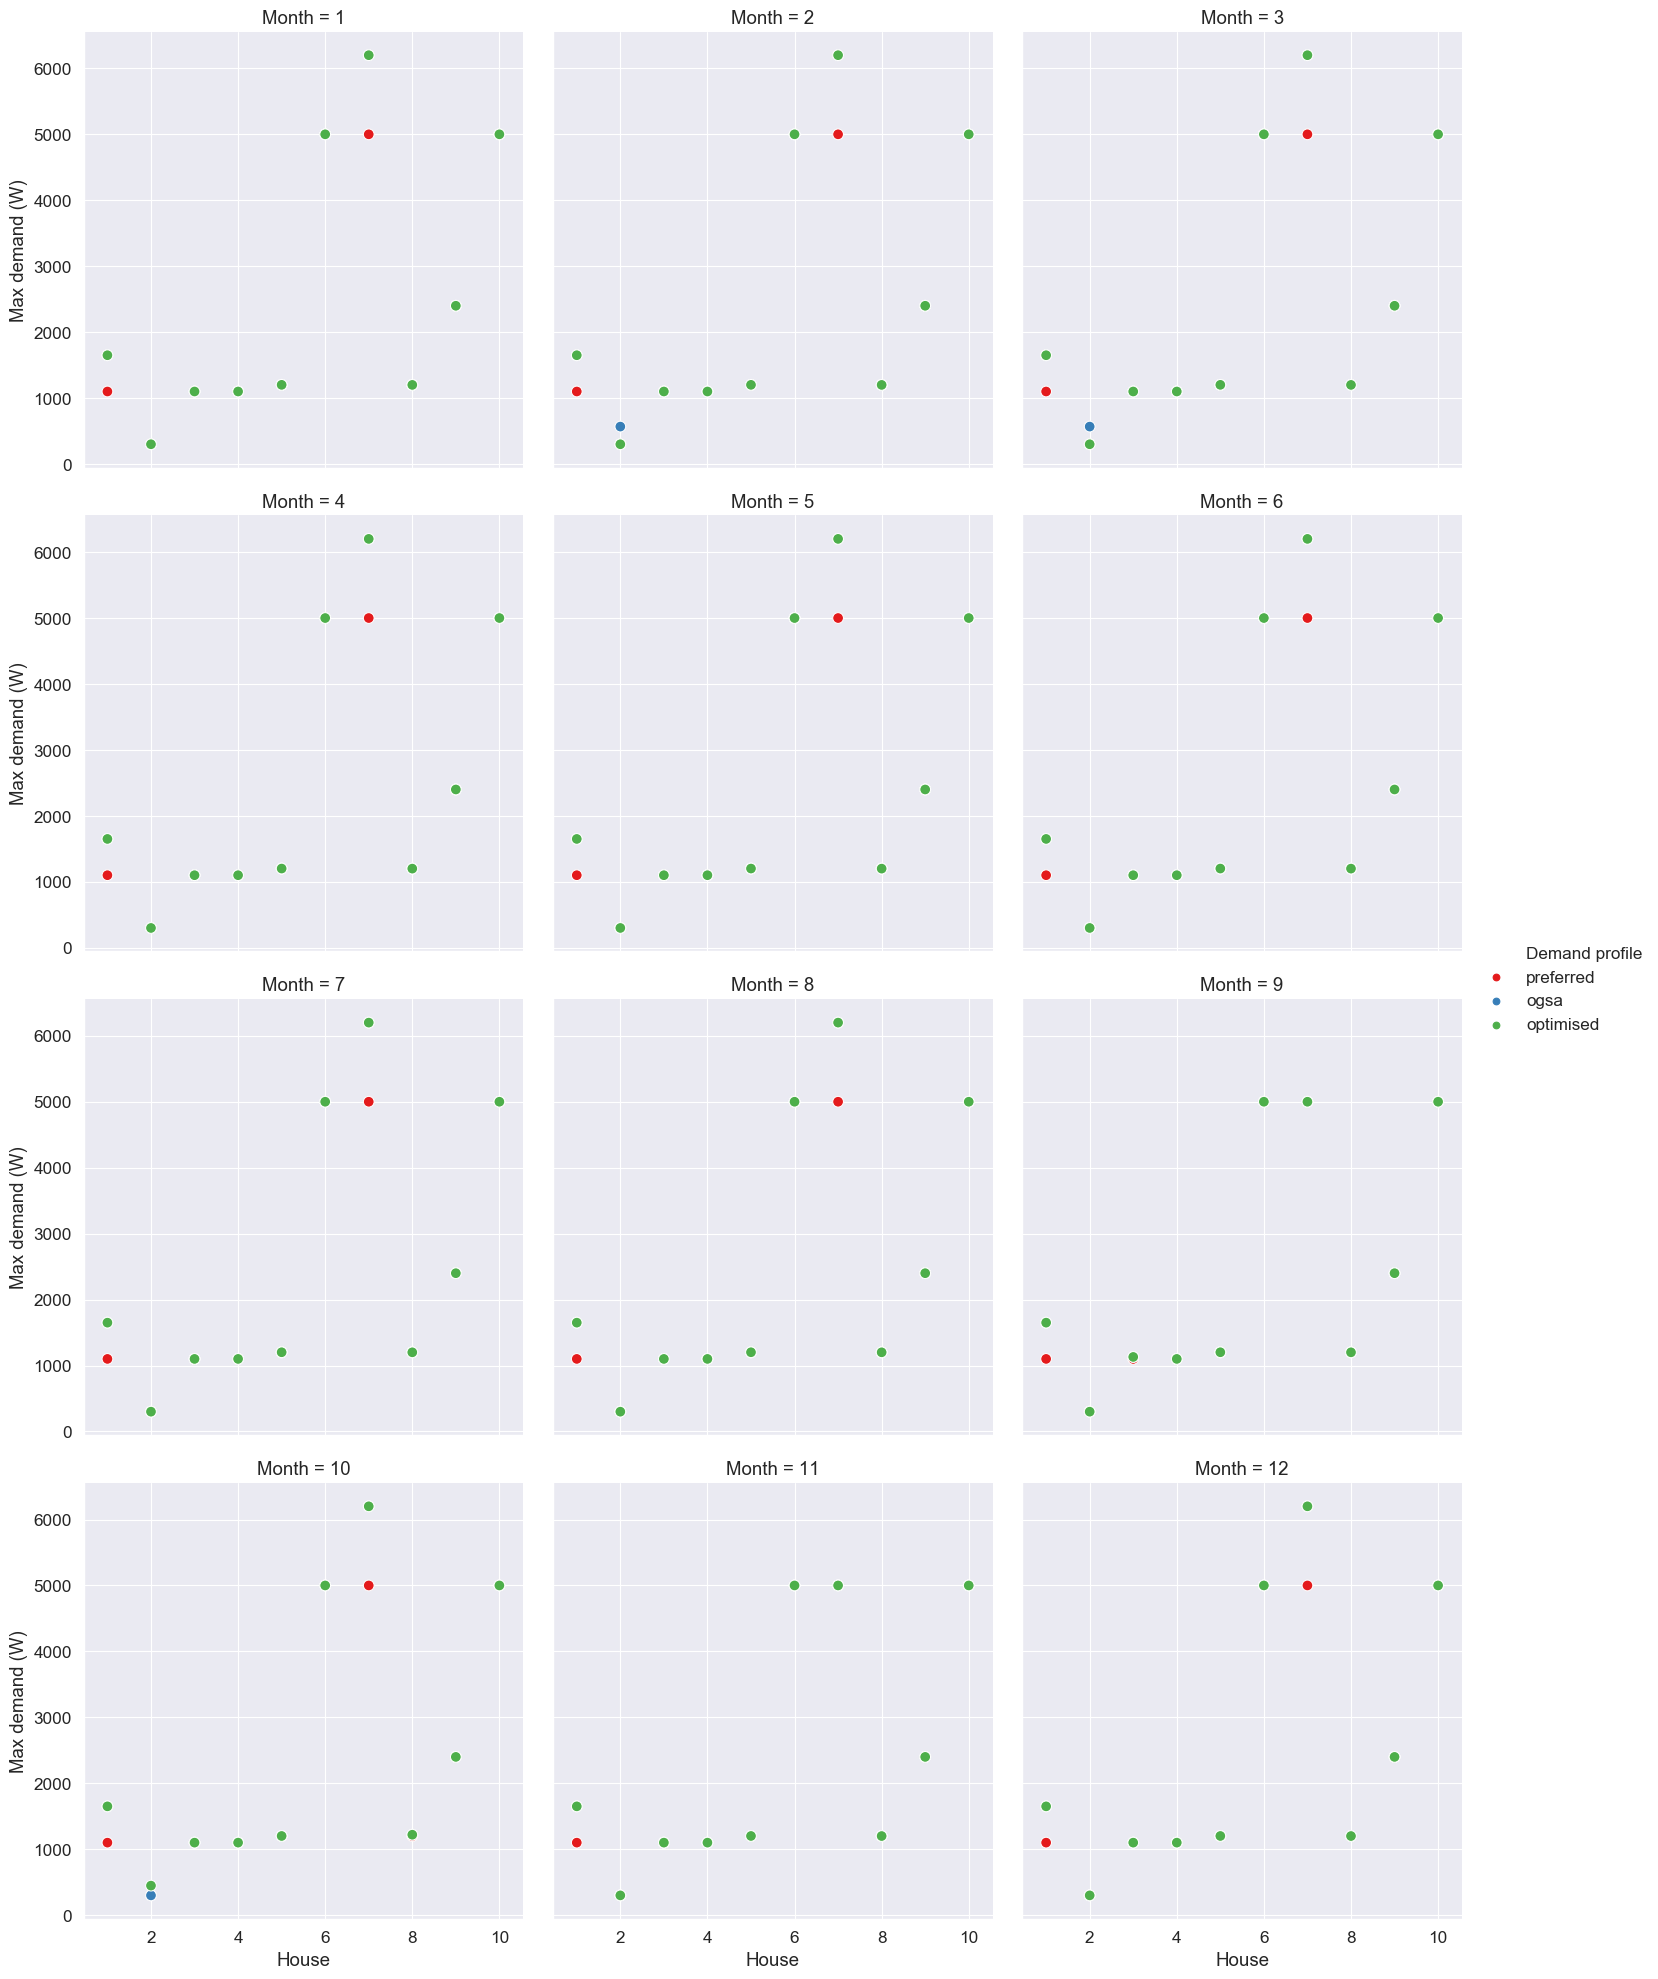 Month = 1
Month = 2
Month = 3
6000
5000
4000
3000
2000
1000
0
Max demand (W)
Month = 4
Month = 5
Month = 6
6000
5000
4000
3000
2000
1000
0
Max demand (W)
Demand profile
preferred
ogsa
optimised
Month = 7
Month = 8
Month = 9
6000
5000
4000
3000
2000
1000
0
Max demand (W)
Month = 10
Month = 11
Month = 12
6000
5000
4000
3000
2000
1000
0
Max demand (W)
2 4 6 8 10
2 4 6 8 10
2 4 6 8 10
House
House
House